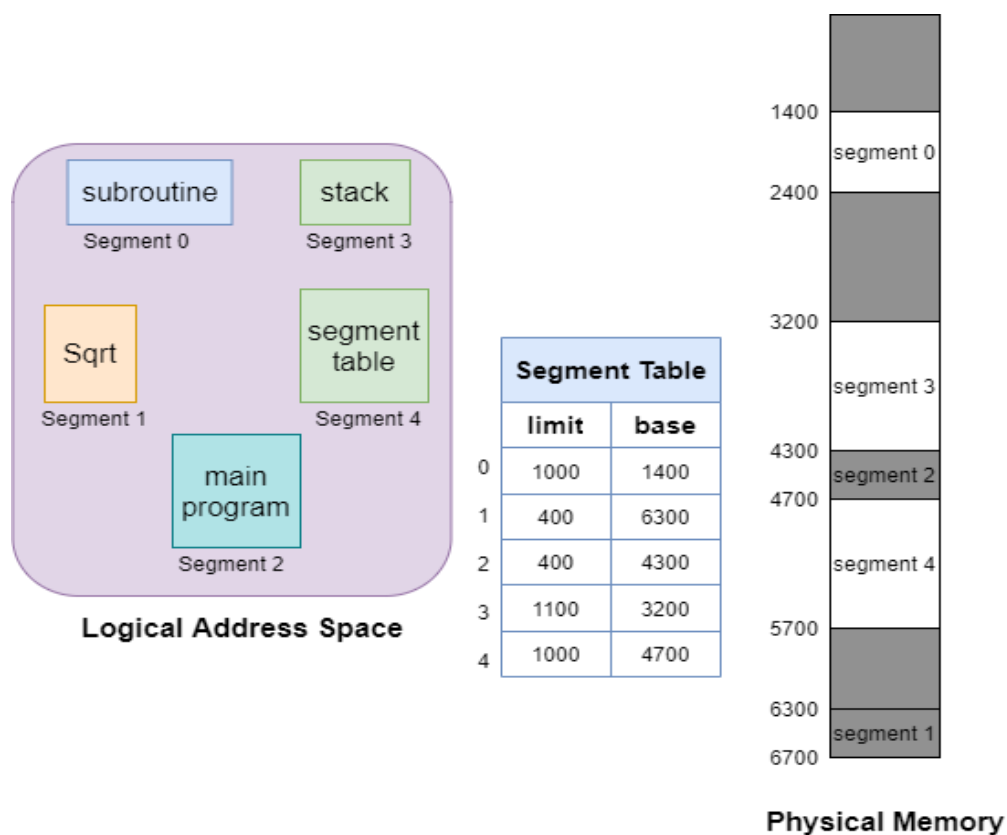 subroutine
Segment 0
stack
Segment 3
Sqrt
Segment 1
segment
table
Segment 4
main
program
Segment 2
Logical Address Space
Segment Table
limit base
0 1000 1400
1 400 6300
2 400 4300
3 1100 3200
4 1000 4700
1400
segment 0
2400
3200
segment 3
4300
segment 2
4700
segment 4
5700
6300
segment 1
6700
Physical Memory